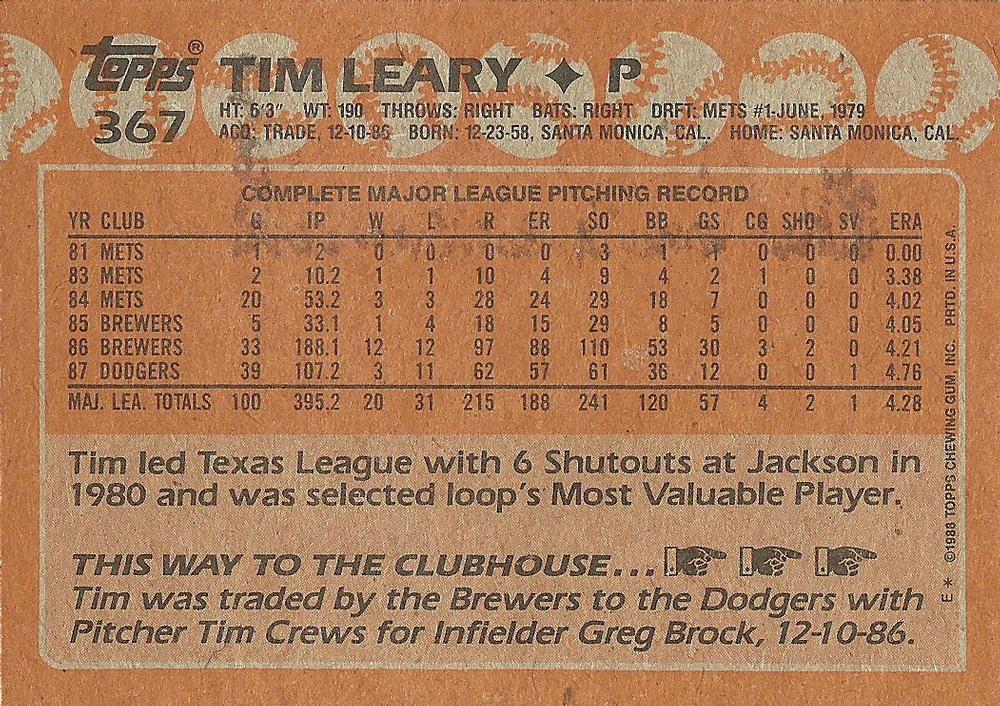 topps® TIM LEARY ✦ P
367 HT: 6'3" WT: 190 THROWS: RIGHT BATS: RIGHT DRFT: METS #1-JUNE, 1979
ACQ: TRADE, 12-10-86 BORN: 12-23-58, SANTA MONICA, CAL. HOME: SANTA MONICA, CAL.
COMPLETE MAJOR LEAGUE PITCHING RECORD
YR CLUB G IP W L R ER SO BB GS CG SHO SV ERA
81 METS 1 2 0 0 0 0 3 1 1 0 0 0 0.00
83 METS 2 10.2 1 1 10 4 9 4 2 1 0 0 3.38
84 METS 20 53.2 3 3 28 24 29 18 7 0 0 0 4.02
85 BREWERS 5 33.1 1 4 18 15 29 8 5 0 0 0 4.05
86 BREWERS 33 188.1 12 12 97 88 110 53 30 3 2 0 4.21
87 DODGERS 39 107.2 3 11 62 57 61 36 12 0 0 1 4.76
MAJ. LEA. TOTALS 100 395.2 20 31 215 188 241 120 57 4 2 1 4.28
Tim led Texas League with 6 Shutouts at Jackson in
1980 and was selected loop's Most Valuable Player.
THIS WAY TO THE CLUBHOUSE...
Tim was traded by the Brewers to the Dodgers with
Pitcher Tim Crews for Infielder Greg Brock, 12-10-86.
E * ©1988 TOPPS CHEWING GUM, INC. PRTD. IN U.S.A.